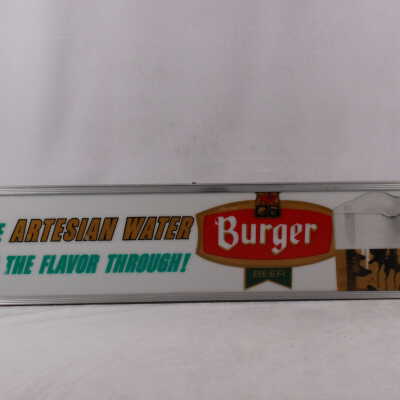 E ARTESIAN WATER
THE FLAVOR THROUGH!
Burger
BEER